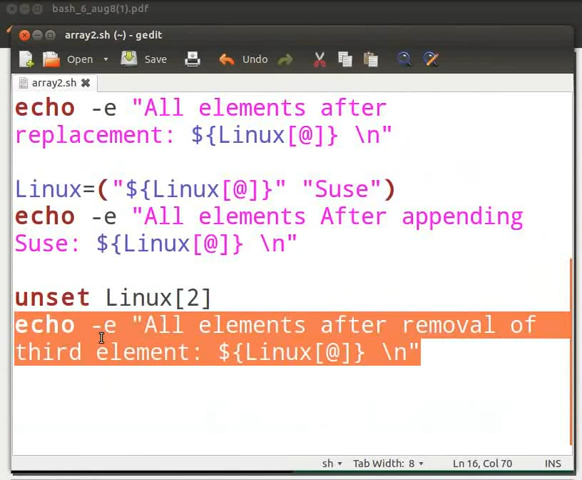 bash_6_aug8(1).pdf
array2.sh (~) - gedit
Open Save Undo
array2.sh
echo -e "All elements after
replacement: ${Linux[@]} \n"
Linux=("${Linux[@]}" "Suse")
echo -e "All elements After appending
Suse: ${Linux[@]} \n"
unset Linux[2]
echo -e "All elements after removal of
third element: ${Linux[@]} \n"
sh Tab Width: 8 Ln 16, Col 70 INS